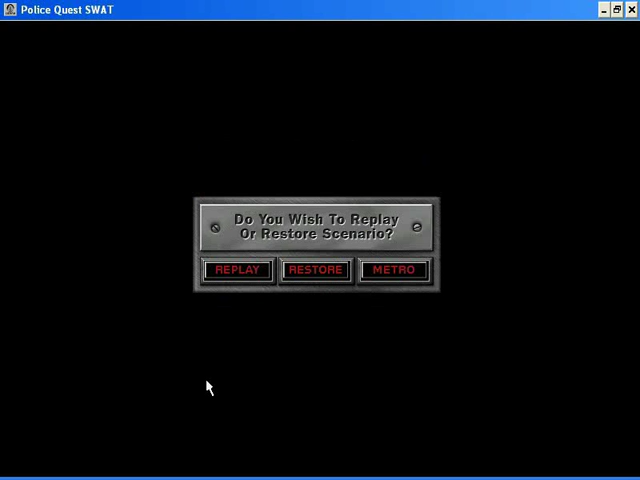 Police Quest SWAT
Do You Wish To Replay
Or Restore Scenario?
REPLAY RESTORE METRO